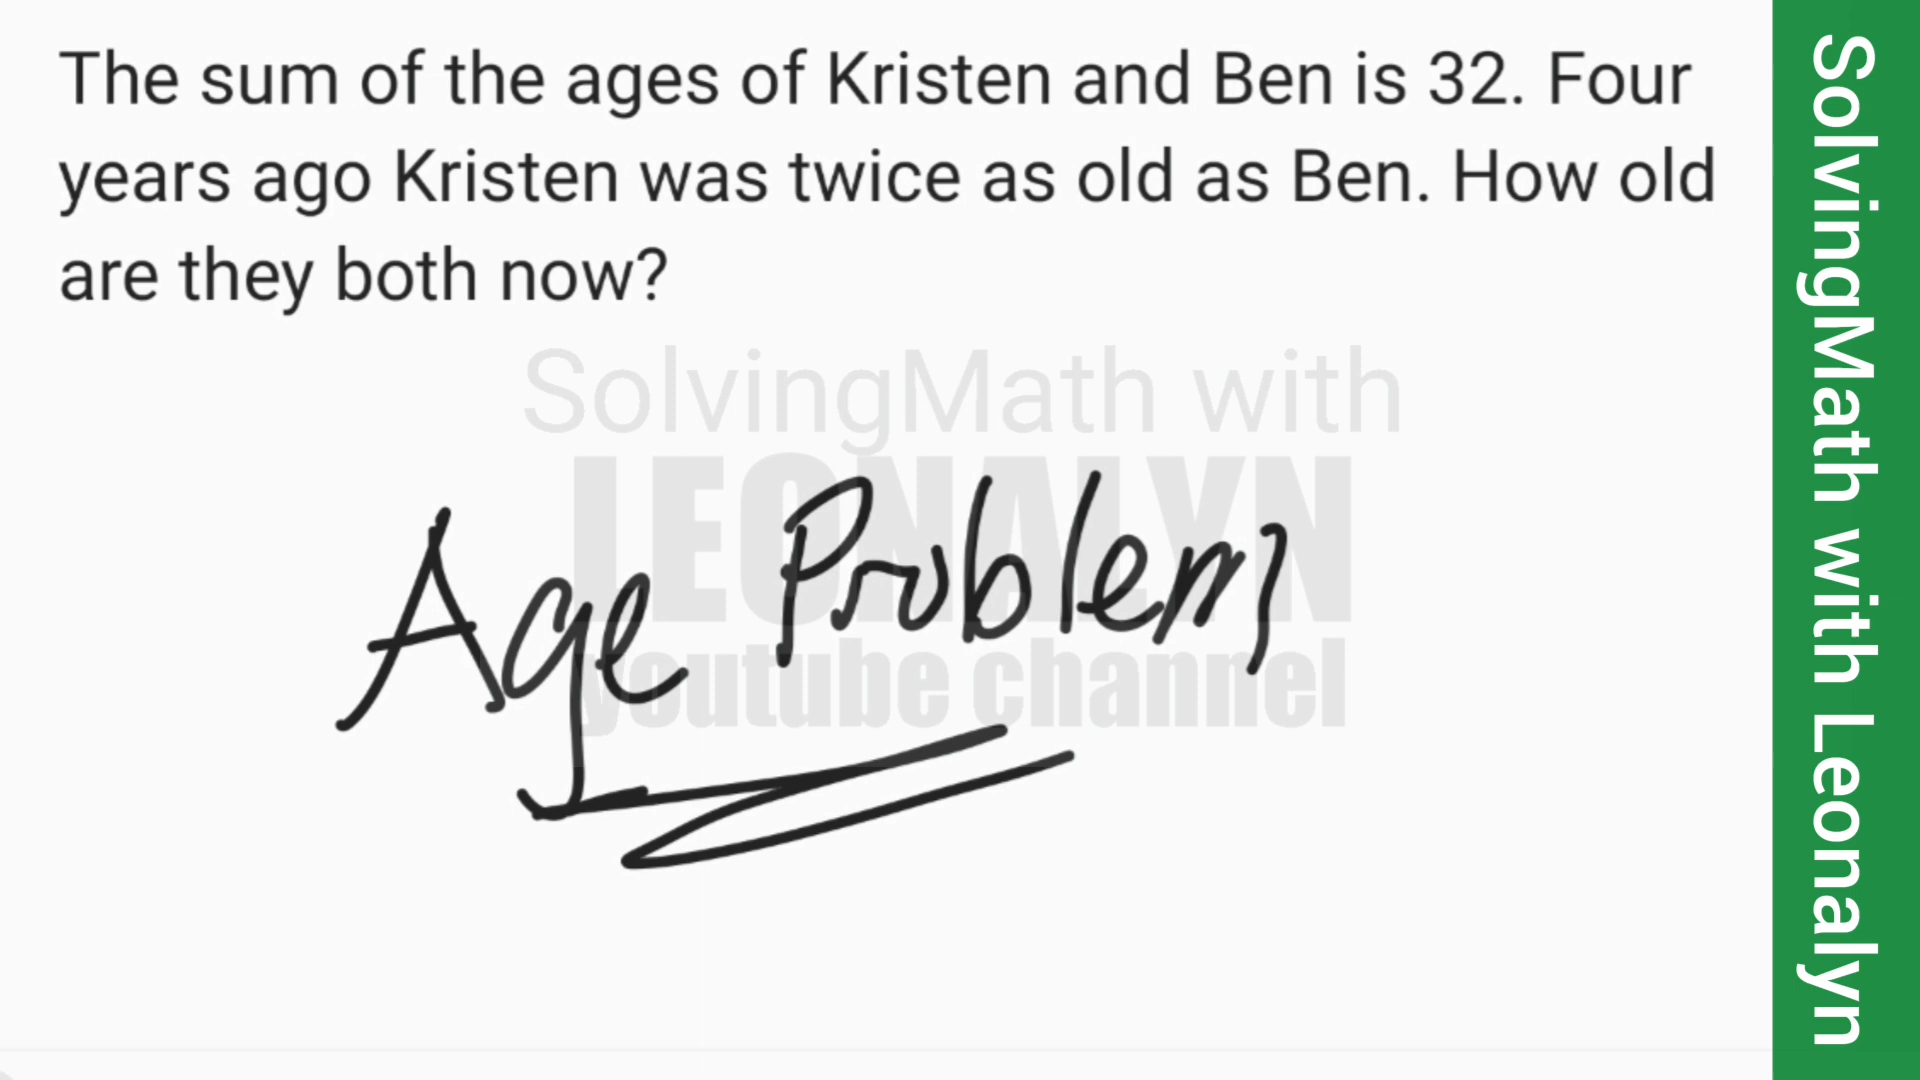 The sum of the ages of Kristen and Ben is 32. Four
years ago Kristen was twice as old as Ben. How old
are they both now?
SolvingMath with
LEONALYN
youtube channel
Age Problem
SolvingMath with Leonalyn